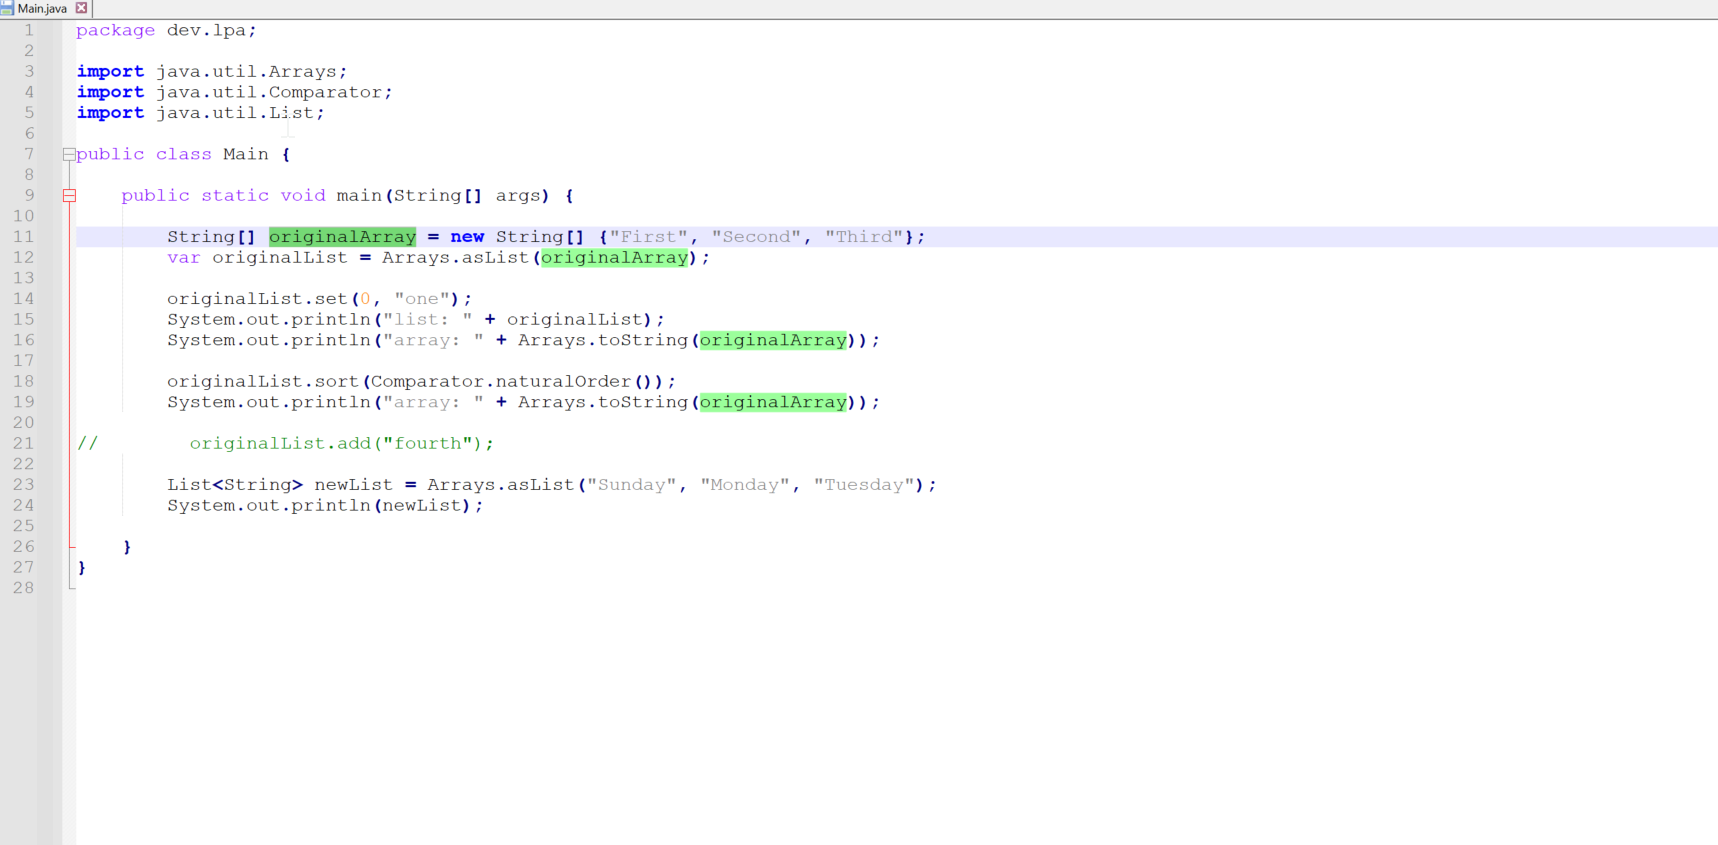 Main.java
1 package dev.lpa;
2
3 import java.util.Arrays;
4 import java.util.Comparator;
5 import java.util.List;
6
7 public class Main {
8
9     public static void main(String[] args) {
10
11         String[] originalArray = new String[] {"First", "Second", "Third"};
12         var originalList = Arrays.asList(originalArray);
13
14         originalList.set(0, "one");
15         System.out.println("list: " + originalList);
16         System.out.println("array: " + Arrays.toString(originalArray));
17
18         originalList.sort(Comparator.naturalOrder());
19         System.out.println("array: " + Arrays.toString(originalArray));
20
21 //        originalList.add("fourth");
22
23         List<String> newList = Arrays.asList("Sunday", "Monday", "Tuesday");
24         System.out.println(newList);
25
26     }
27 }
28